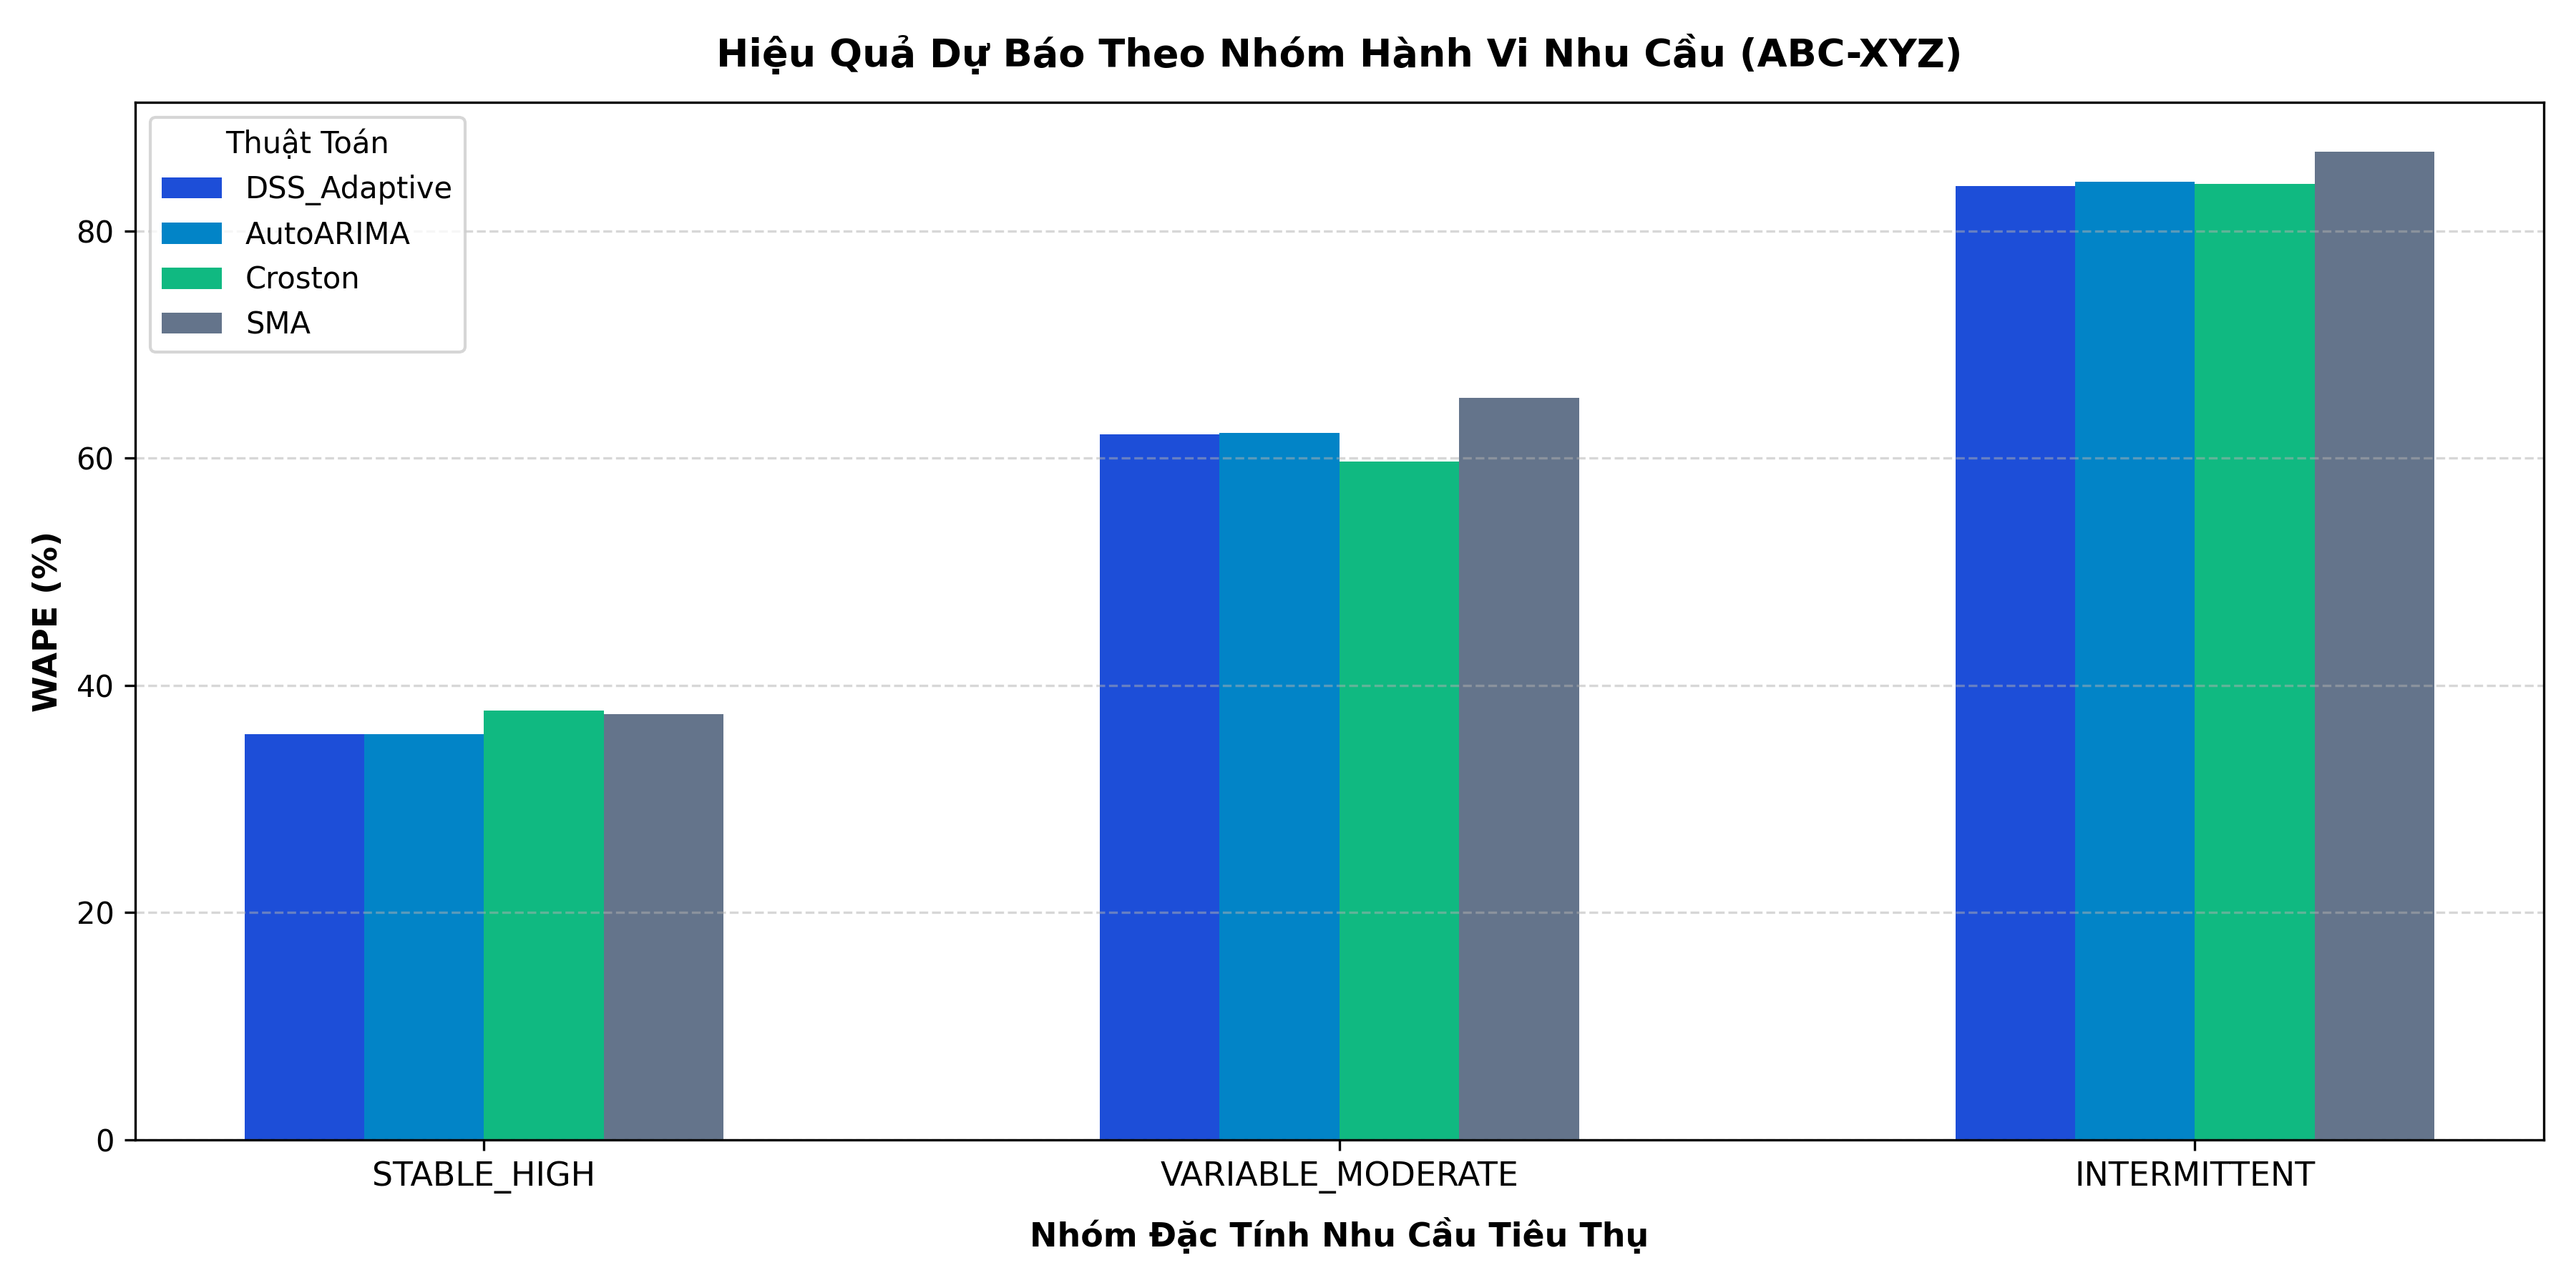 Hiệu Quả Dự Báo Theo Nhóm Hành Vi Nhu Cầu (ABC-XYZ)
Thuật Toán
DSS_Adaptive
AutoARIMA
Croston
SMA
WAPE (%)
80
60
40
20
0
STABLE_HIGH
VARIABLE_MODERATE
INTERMITTENT
Nhóm Đặc Tính Nhu Cầu Tiêu Thụ